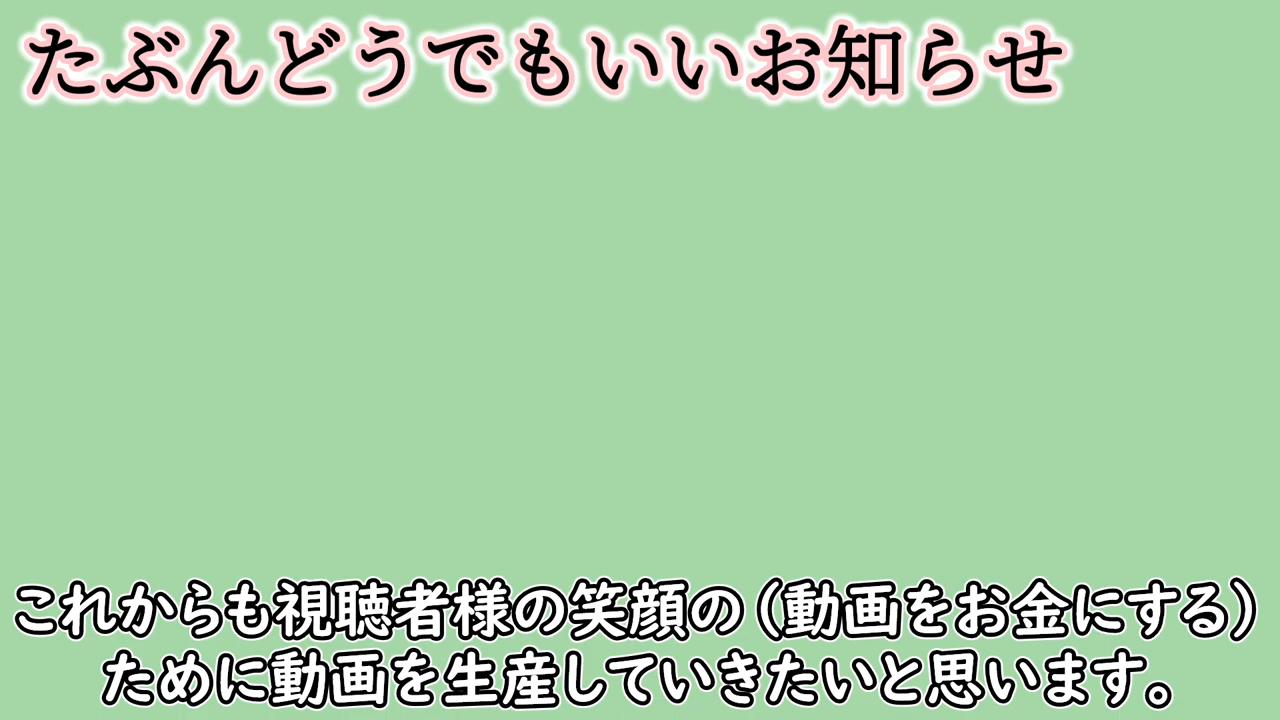 たぶんどうでもいいお知らせ
これからも視聴者様の笑顔の（動画をお金にする）
ために動画を生産していきたいと思います。